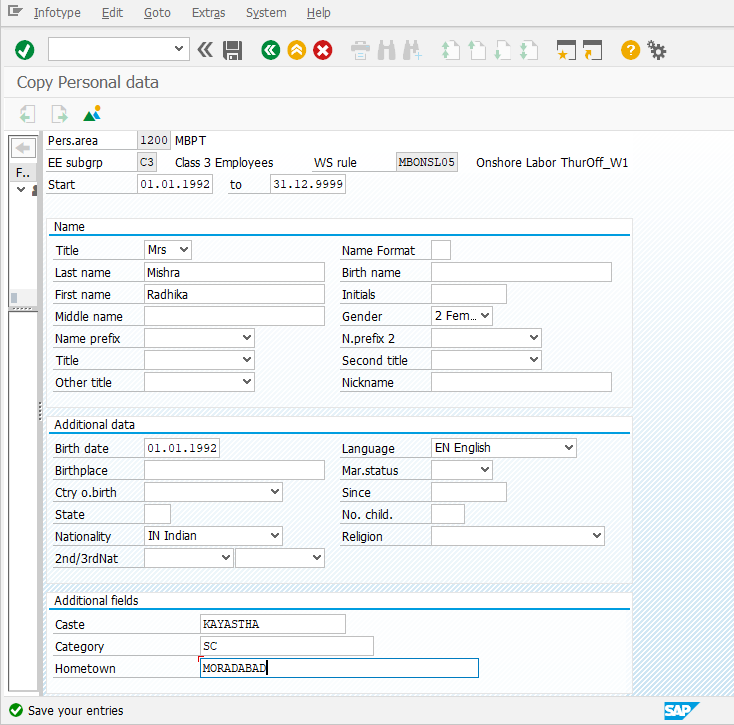 Infotype Edit Goto Extras System Help
Copy Personal data
Pers.area 1200 MBPT
EE subgrp C3 Class 3 Employees WS rule MBONSL05 Onshore Labor ThurOff_W1
F..
Start 01.01.1992 to 31.12.9999
Name
Title Mrs Name Format
Last name Mishra Birth name
First name Radhika Initials
Middle name Gender 2 Fem...
Name prefix N.prefix 2
Title Second title
Other title Nickname
Additional data
Birth date 01.01.1992 Language EN English
Birthplace Mar.status
Ctry o.birth Since
State No. child.
Nationality IN Indian Religion
2nd/3rdNat
Additional fields
Caste KAYASTHA
Category SC
Hometown MORADABAD
Save your entries SAP